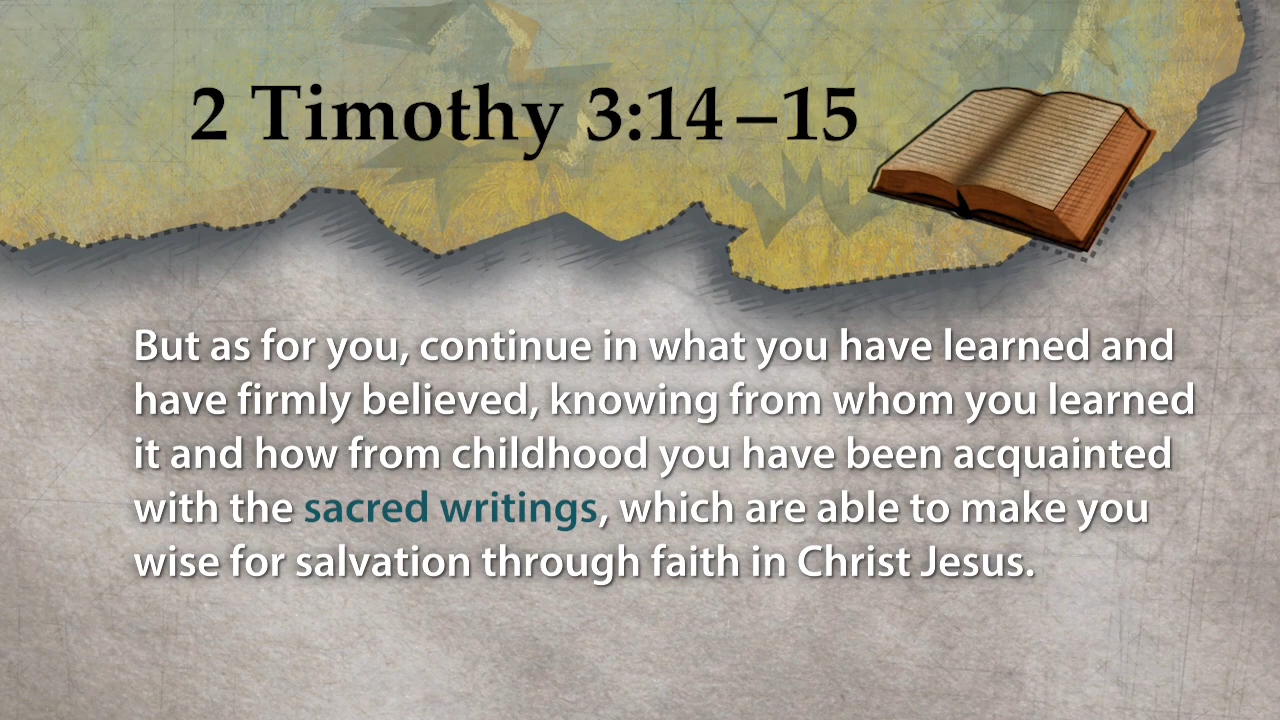 2 Timothy 3:14–15
But as for you, continue in what you have learned and
have firmly believed, knowing from whom you learned
it and how from childhood you have been acquainted
with the sacred writings, which are able to make you
wise for salvation through faith in Christ Jesus.